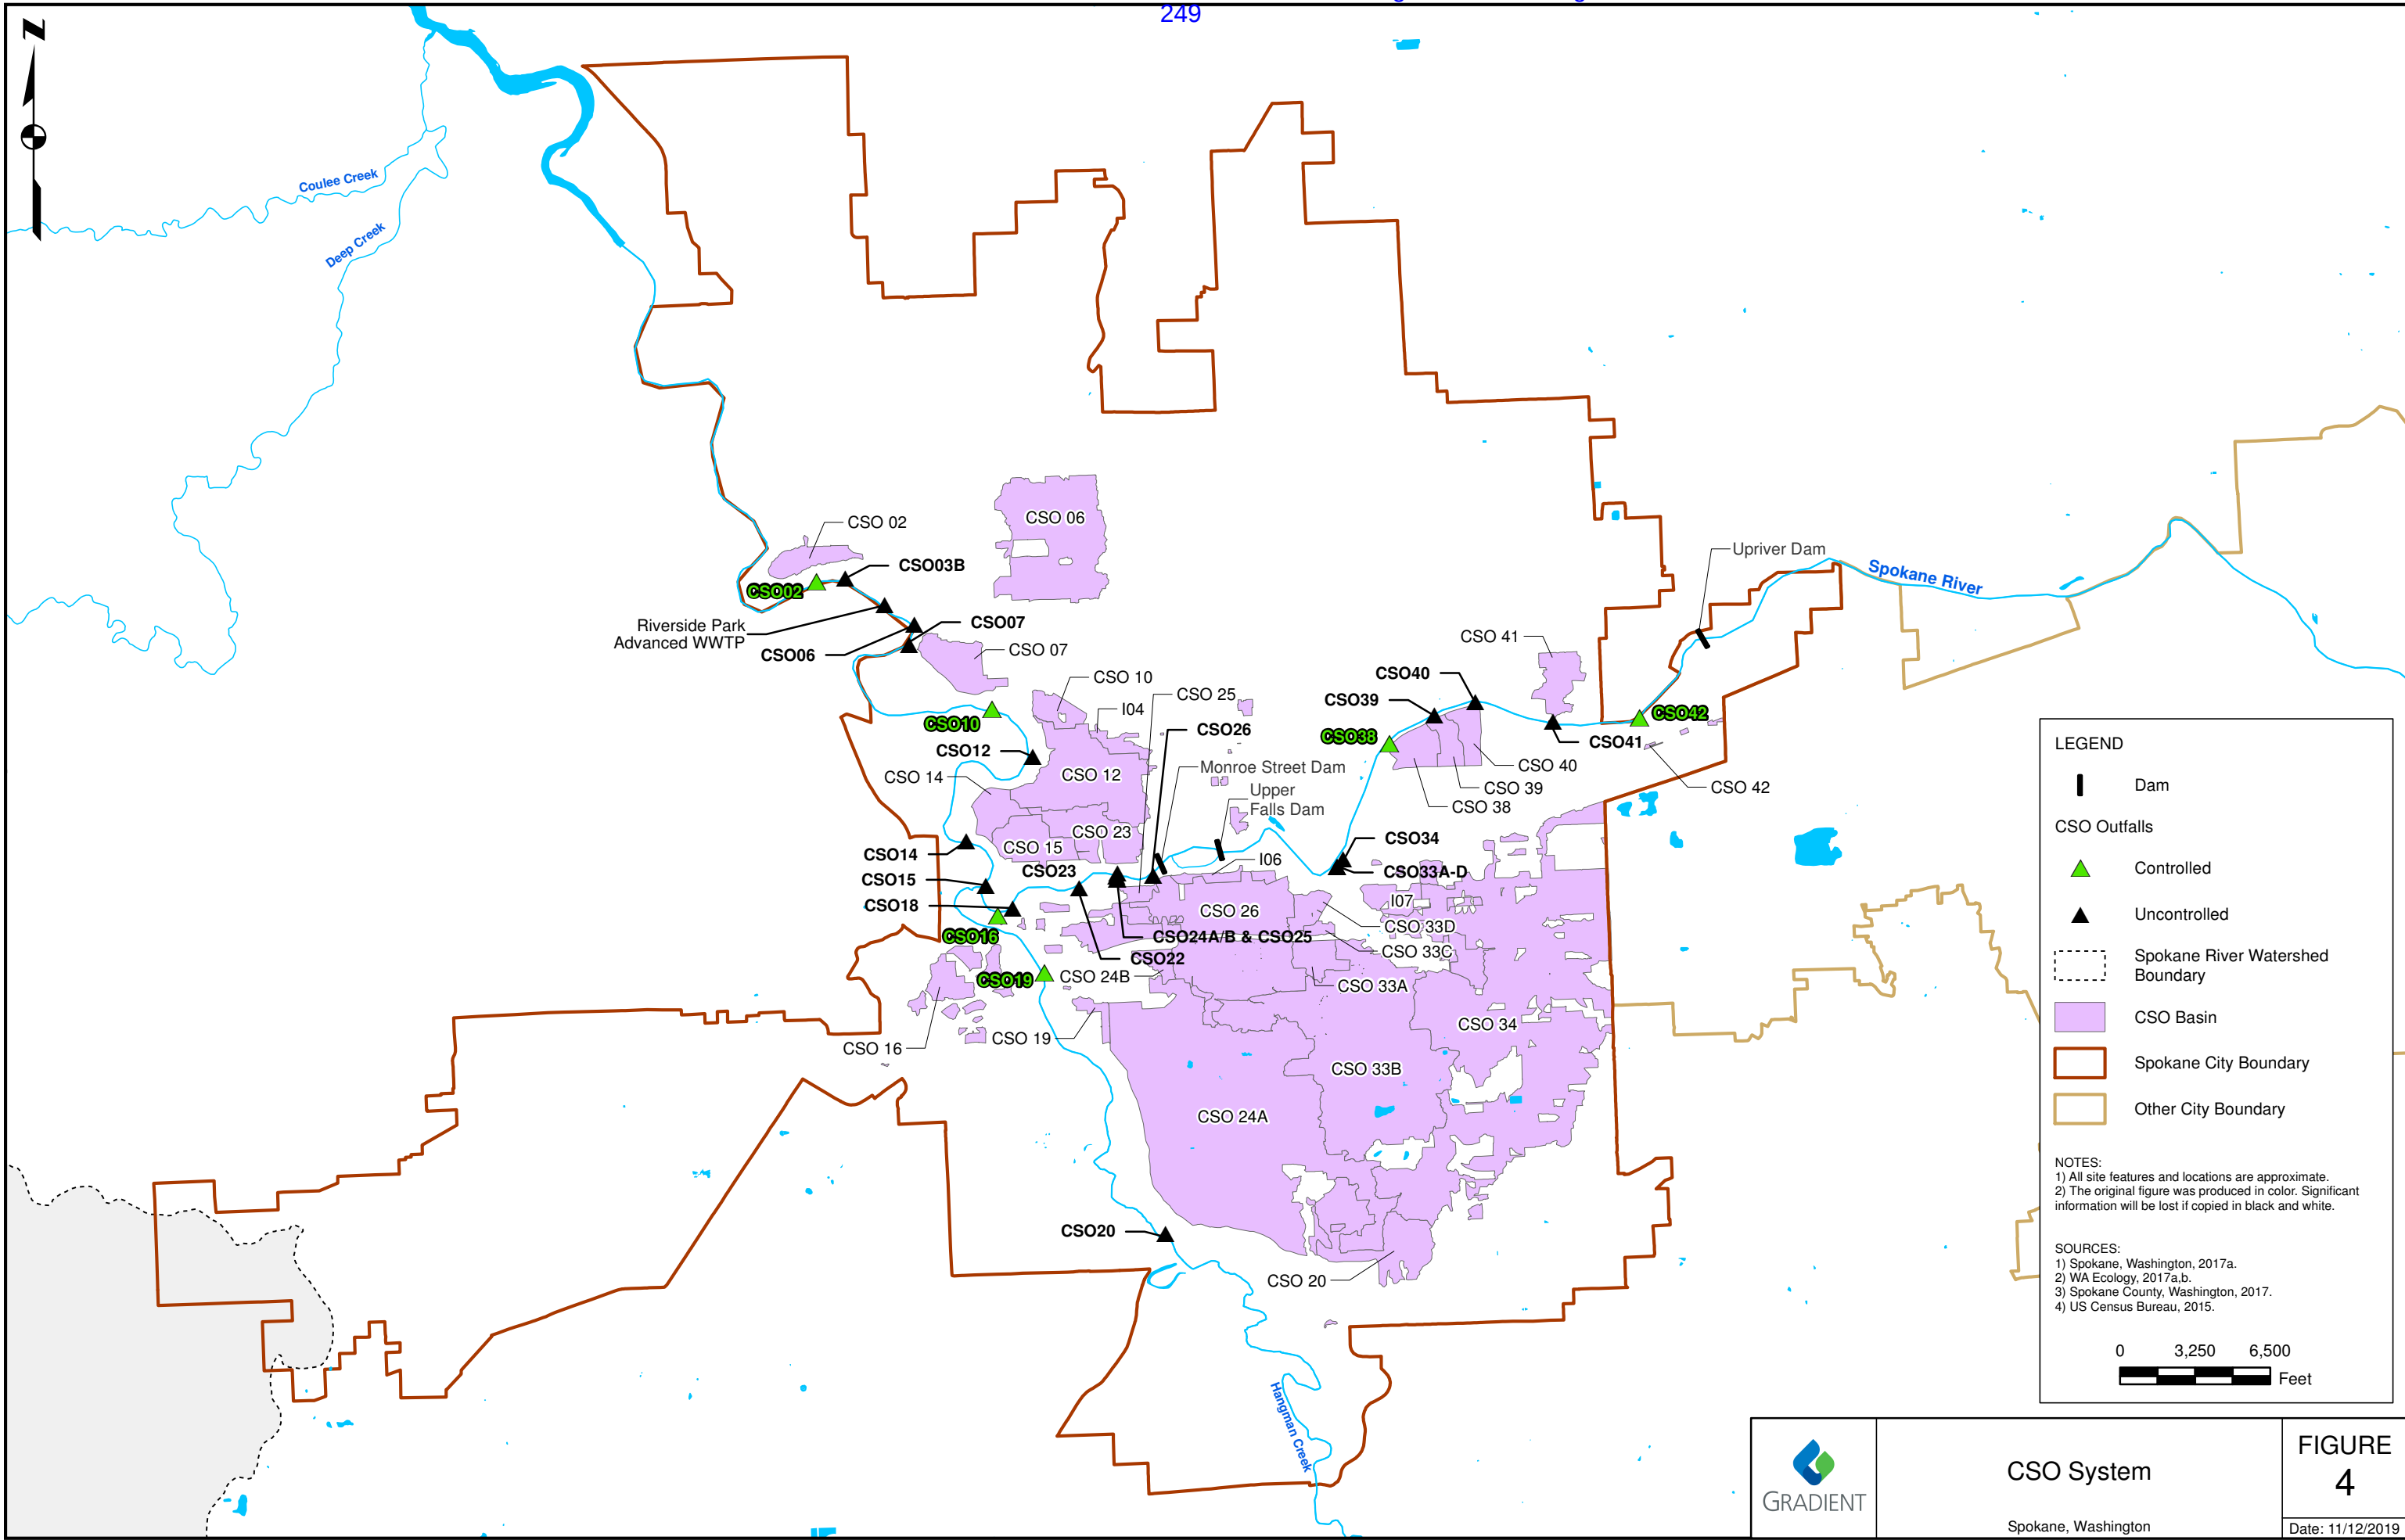 249
N
Coulee Creek
Deep Creek
CSO 02
CSO 06
CSO03B
CSO02
Upriver Dam
Spokane River
Riverside Park
Advanced WWTP
CSO07
CSO06
CSO 07
CSO 41
CSO 10
CSO 25
CSO40
CSO39
I04
CSO10
CSO26
CSO38
CSO42
CSO12
CSO41
CSO 14
CSO 12
Monroe Street Dam
CSO 40
CSO 39
CSO 42
CSO 38
Upper
Falls Dam
CSO 23
CSO 15
CSO14
CSO34
CSO23
I06
CSO33A-D
CSO15
CSO18
I07
CSO 26
CSO 33D
CSO16
CSO24A/B & CSO25
CSO 33C
CSO22
CSO19
CSO 24B
CSO 33A
CSO 34
CSO 19
CSO 16
CSO 33B
CSO 24A
CSO20
CSO 20
Hangman Creek
LEGEND
Dam
CSO Outfalls
Controlled
Uncontrolled
Spokane River Watershed
Boundary
CSO Basin
Spokane City Boundary
Other City Boundary
NOTES:
1) All site features and locations are approximate.
2) The original figure was produced in color. Significant
information will be lost if copied in black and white.
SOURCES:
1) Spokane, Washington, 2017a.
2) WA Ecology, 2017a,b.
3) Spokane County, Washington, 2017.
4) US Census Bureau, 2015.
0 3,250 6,500
Feet
GRADIENT
CSO System
Spokane, Washington
FIGURE
4
Date: 11/12/2019